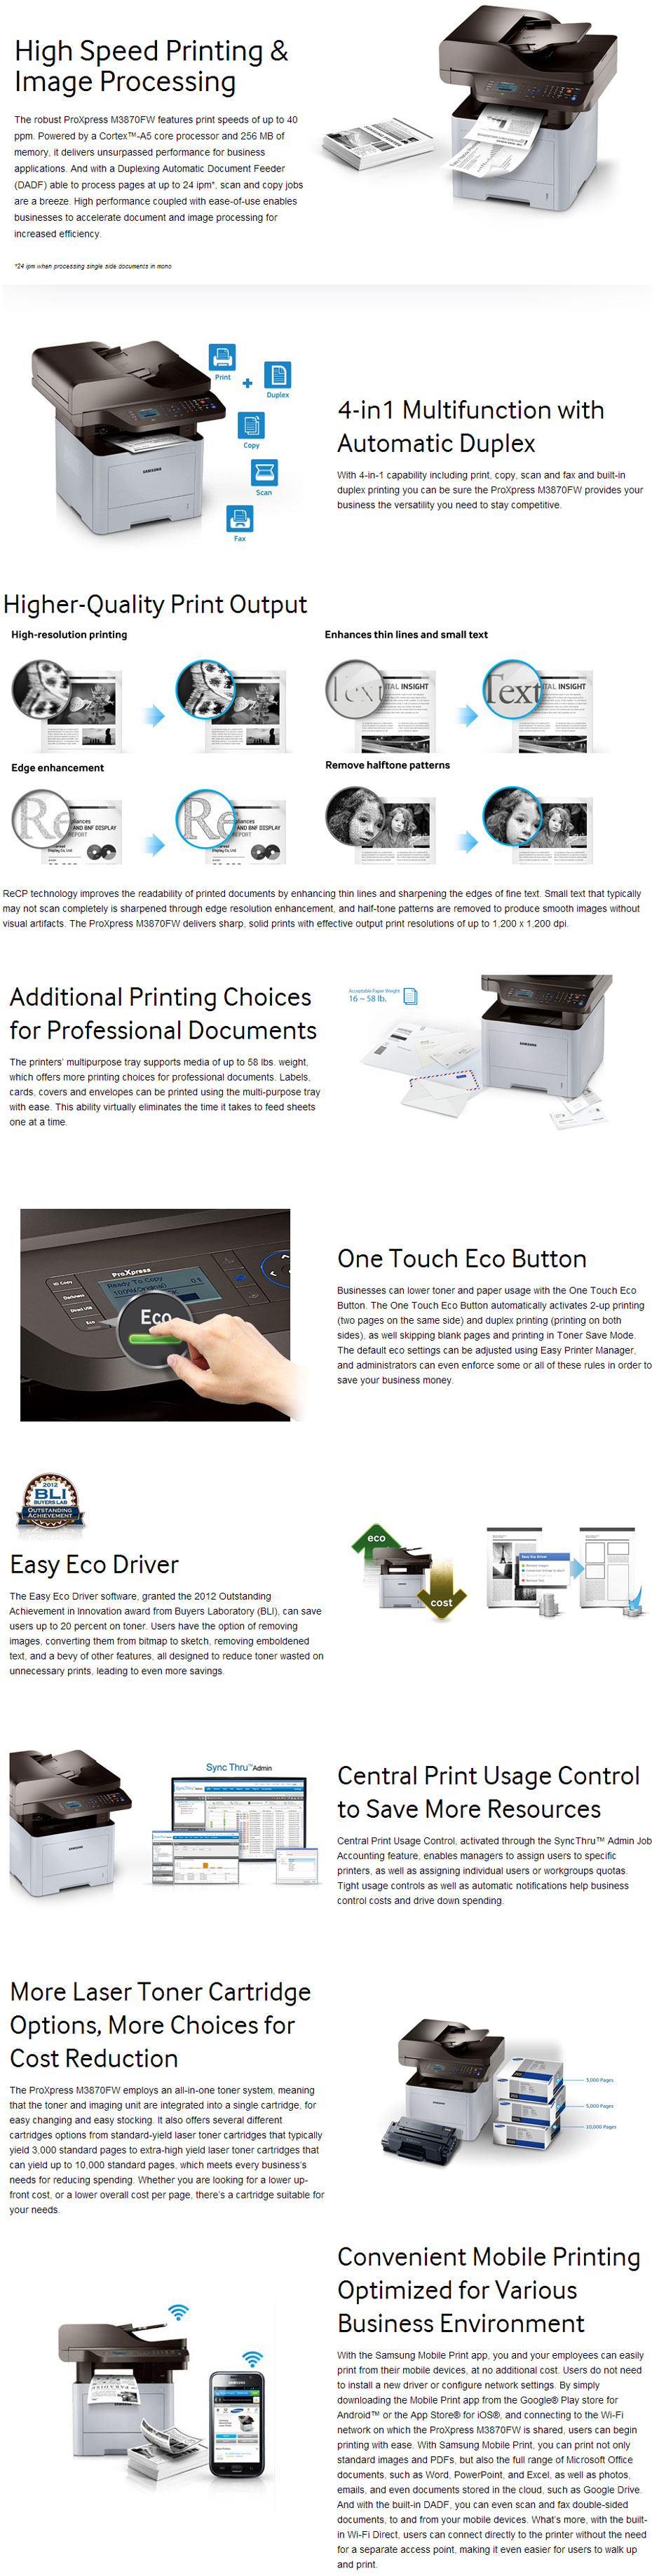 High Speed Printing &
Image Processing
The robust ProXpress M3870FW features print speeds of up to 40
ppm. Powered by a Cortex™-A5 core processor and 256 MB of
memory, it delivers unsurpassed performance for business
applications. And with a Duplexing Automatic Document Feeder
(DADF) able to process pages at up to 24 ipm*, scan and copy jobs
are a breeze. High performance coupled with ease-of-use enables
businesses to accelerate document and image processing for
increased efficiency.
*24 ipm when processing single side documents in mono
Print
Duplex
Copy
Scan
Fax
SAMSUNG
4-in1 Multifunction with
Automatic Duplex
With 4-in-1 capability including print, copy, scan and fax and built-in
duplex printing you can be sure the ProXpress M3870FW provides your
business the versatility you need to stay competitive.
Higher-Quality Print Output
High-resolution printing
Enhances thin lines and small text
Text
TAL INSIGHT
Text
TAL INSIGHT
Edge enhancement
Remove halftone patterns
Re
pliances
AND BNF DISPLAY
REPORT
Re
pliances
AND BNF DISPLAY
REPORT
ReCP technology improves the readability of printed documents by enhancing thin lines and sharpening the edges of fine text. Small text that typically
may not scan completely is sharpened through edge resolution enhancement, and half-tone patterns are removed to produce smooth images without
visual artifacts. The ProXpress M3870FW delivers sharp, solid prints with effective output print resolutions of up to 1,200 x 1,200 dpi.
Additional Printing Choices
for Professional Documents
The printers' multipurpose tray supports media of up to 58 lbs. weight,
which offers more printing choices for professional documents. Labels,
cards, covers and envelopes can be printed using the multi-purpose tray
with ease. This ability virtually eliminates the time it takes to feed sheets
one at a time.
Acceptable Paper Weight
16 ~ 58 lb.
SAMSUNG
ProXpress
ID Copy
Darkness
Direct USB
Eco
Ready To Copy
100%(Original)
01
Eco
One Touch Eco Button
Businesses can lower toner and paper usage with the One Touch Eco
Button. The One Touch Eco Button automatically activates 2-up printing
(two pages on the same side) and duplex printing (printing on both
sides), as well skipping blank pages and printing in Toner Save Mode.
The default eco settings can be adjusted using Easy Printer Manager,
and administrators can even enforce some or all of these rules in order to
save your business money.
2012
BLI
BUYERS LAB
OUTSTANDING
ACHIEVEMENT
Easy Eco Driver
The Easy Eco Driver software, granted the 2012 Outstanding
Achievement in Innovation award from Buyers Laboratory (BLI), can save
users up to 20 percent on toner. Users have the option of removing
images, converting them from bitmap to sketch, removing emboldened
text, and a bevy of other features, all designed to reduce toner wasted on
unnecessary prints, leading to even more savings.
eco
cost
Easy Eco Driver
Sync Thru™ Admin
Central Print Usage Control
to Save More Resources
Central Print Usage Control, activated through the SyncThru™ Admin Job
Accounting feature, enables managers to assign users to specific
printers, as well as assigning individual users or workgroups quotas.
Tight usage controls as well as automatic notifications help business
control costs and drive down spending.
More Laser Toner Cartridge
Options, More Choices for
Cost Reduction
The ProXpress M3870FW employs an all-in-one toner system, meaning
that the toner and imaging unit are integrated into a single cartridge, for
easy changing and easy stocking. It also offers several different
cartridges options from standard-yield laser toner cartridges that typically
yield 3,000 standard pages to extra-high yield laser toner cartridges that
can yield up to 10,000 standard pages, which meets every business's
needs for reducing spending. Whether you are looking for a lower up-
front cost, or a lower overall cost per page, there's a cartridge suitable for
your needs.
3,000 Pages
5,000 Pages
10,000 Pages
Convenient Mobile Printing
Optimized for Various
Business Environment
With the Samsung Mobile Print app, you and your employees can easily
print from their mobile devices, at no additional cost. Users do not need
to install a new driver or configure network settings. By simply
downloading the Mobile Print app from the Google® Play store for
Android™ or the App Store® for iOS®, and connecting to the Wi-Fi
network on which the ProXpress M3870FW is shared, users can begin
printing with ease. With Samsung Mobile Print, you can print not only
standard images and PDFs, but also the full range of Microsoft Office
documents, such as Word, PowerPoint, and Excel, as well as photos,
emails, and even documents stored in the cloud, such as Google Drive.
And with the built-in DADF, you can even scan and fax double-sided
documents, to and from your mobile devices. What's more, with the built-
in Wi-Fi Direct, users can connect directly to the printer without the need
for a separate access point, making it even easier for users to walk up
and print.